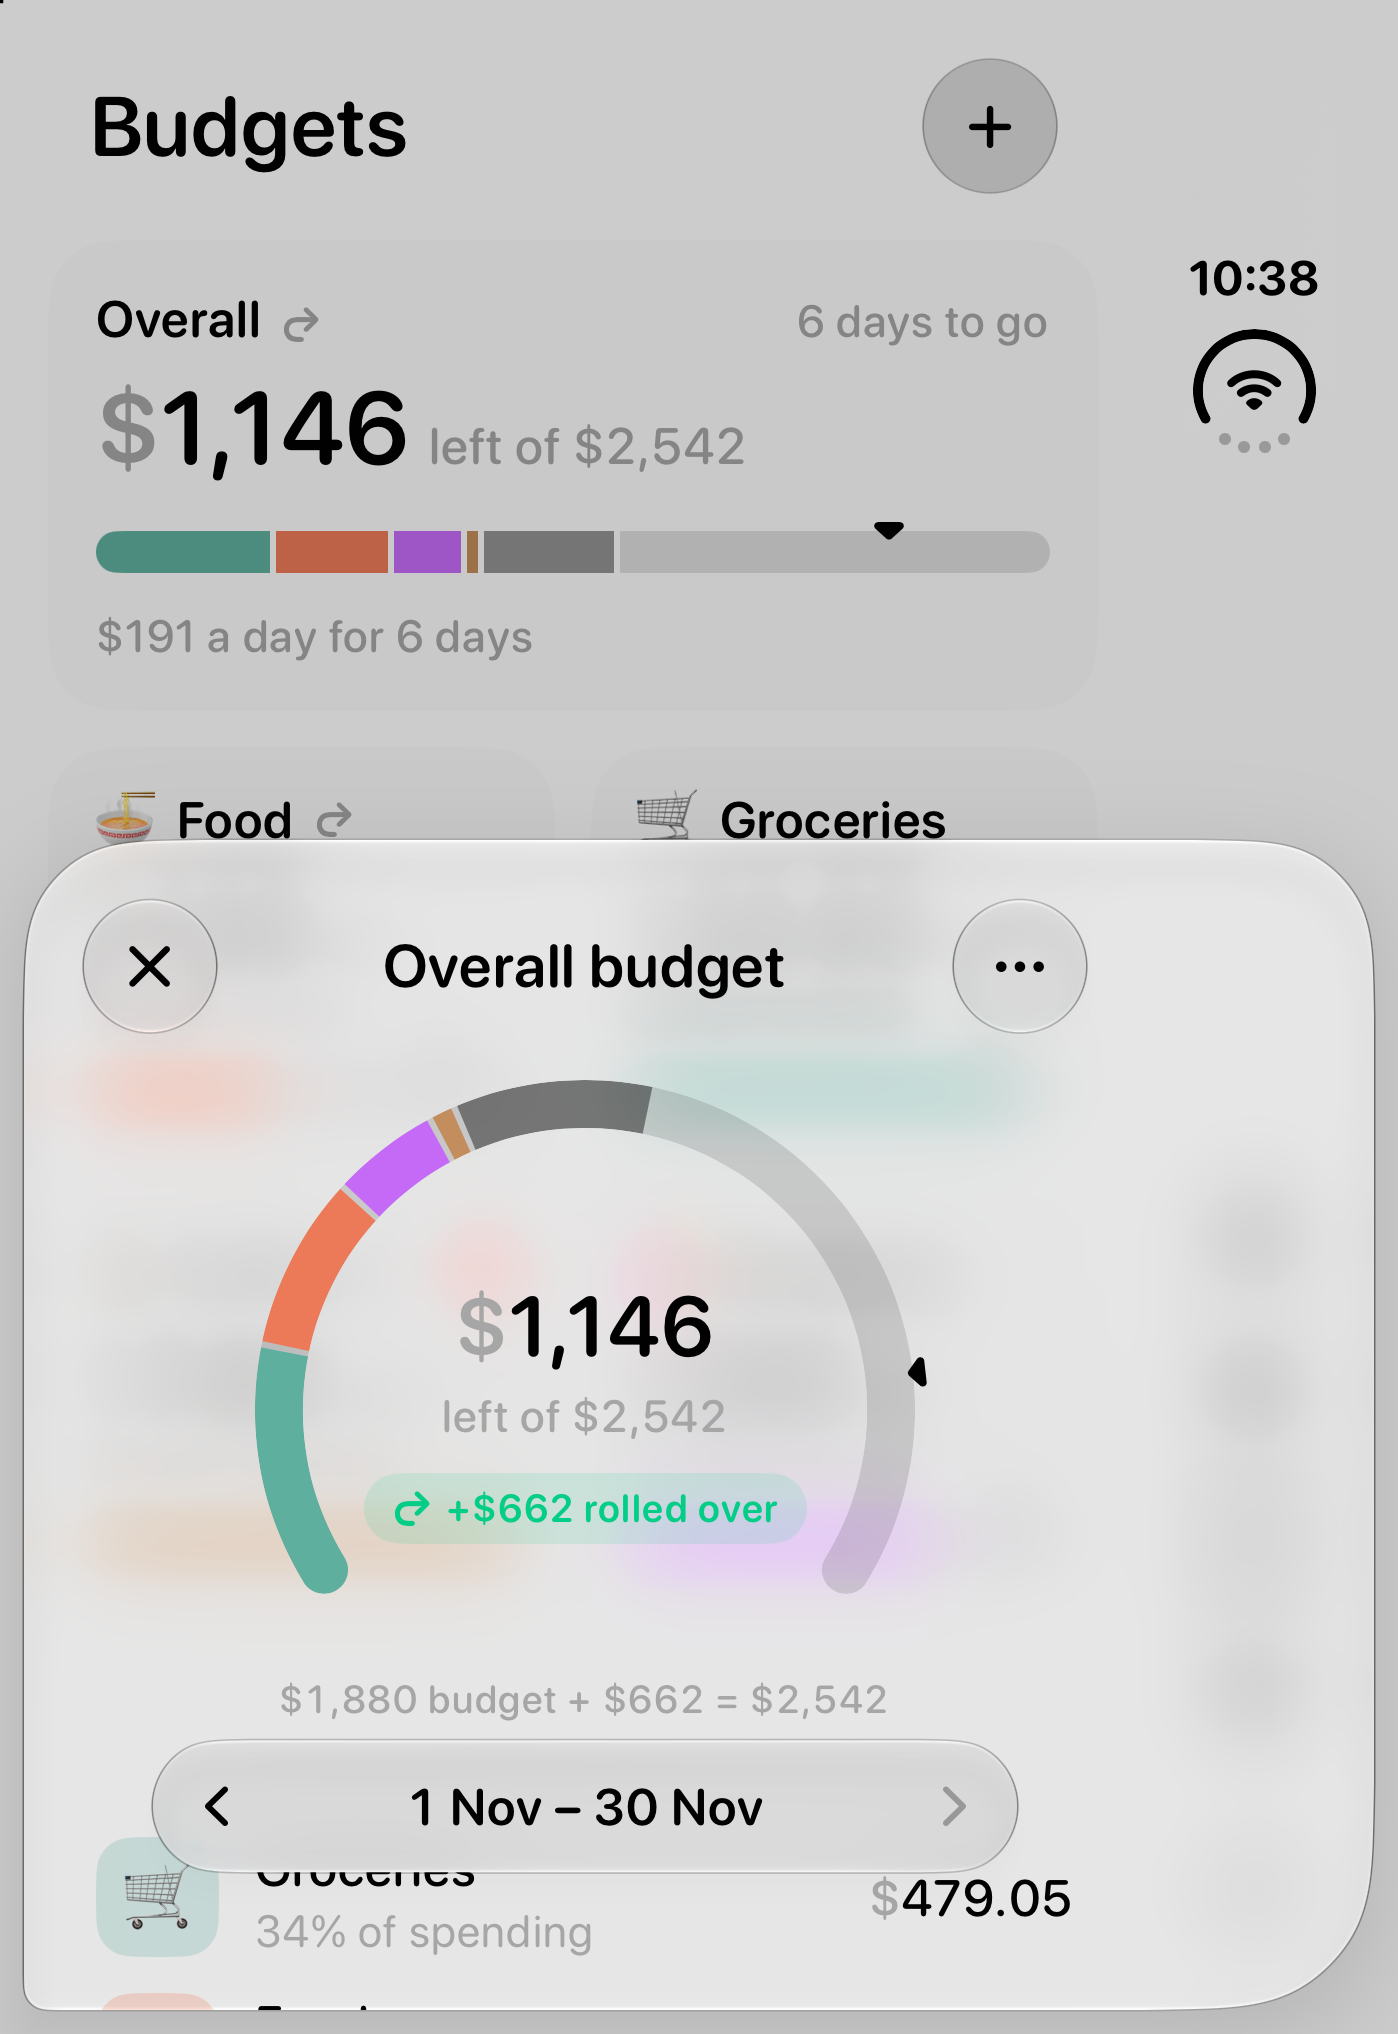 Budgets
10:38
Overall
6 days to go
$1,146 left of $2,542
$191 a day for 6 days
Food
Groceries
Overall budget
$1,146
left of $2,542
+$662 rolled over
$1,880 budget + $662 = $2,542
1 Nov – 30 Nov
Groceries
$479.05
34% of spending